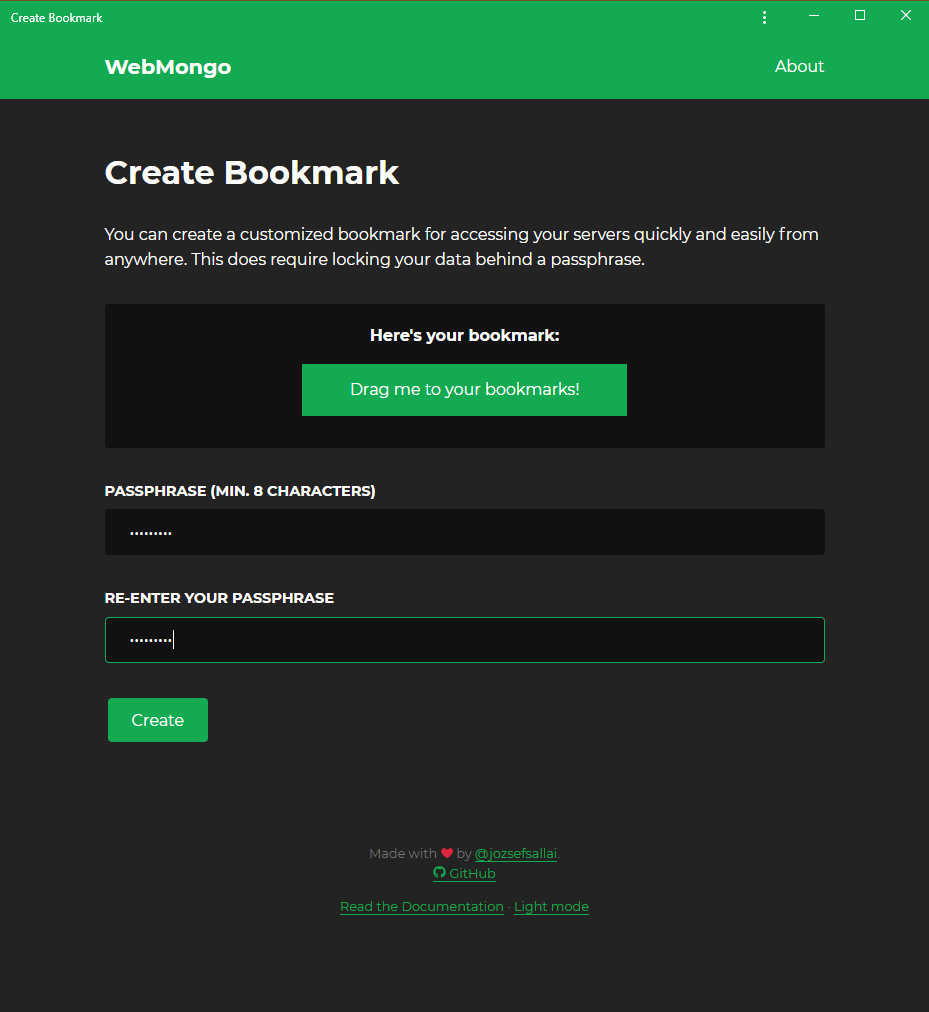 Create Bookmark
WebMongo
About
Create Bookmark
You can create a customized bookmark for accessing your servers quickly and easily from
anywhere. This does require locking your data behind a passphrase.
Here's your bookmark:
Drag me to your bookmarks!
PASSPHRASE (MIN. 8 CHARACTERS)
•••••••••
RE-ENTER YOUR PASSPHRASE
•••••••••
Create
Made with ❤ by @jozsefsallai.
GitHub
Read the Documentation · Light mode